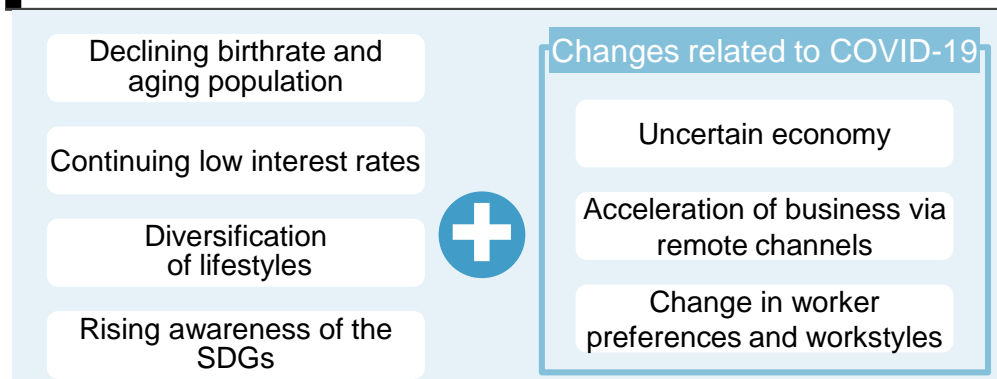 Declining birthrate and
aging population
Continuing low interest rates
Diversification
of lifestyles
Rising awareness of the
SDGs
Changes related to COVID-19
Uncertain economy
Acceleration of business via
remote channels
Change in worker
preferences and workstyles